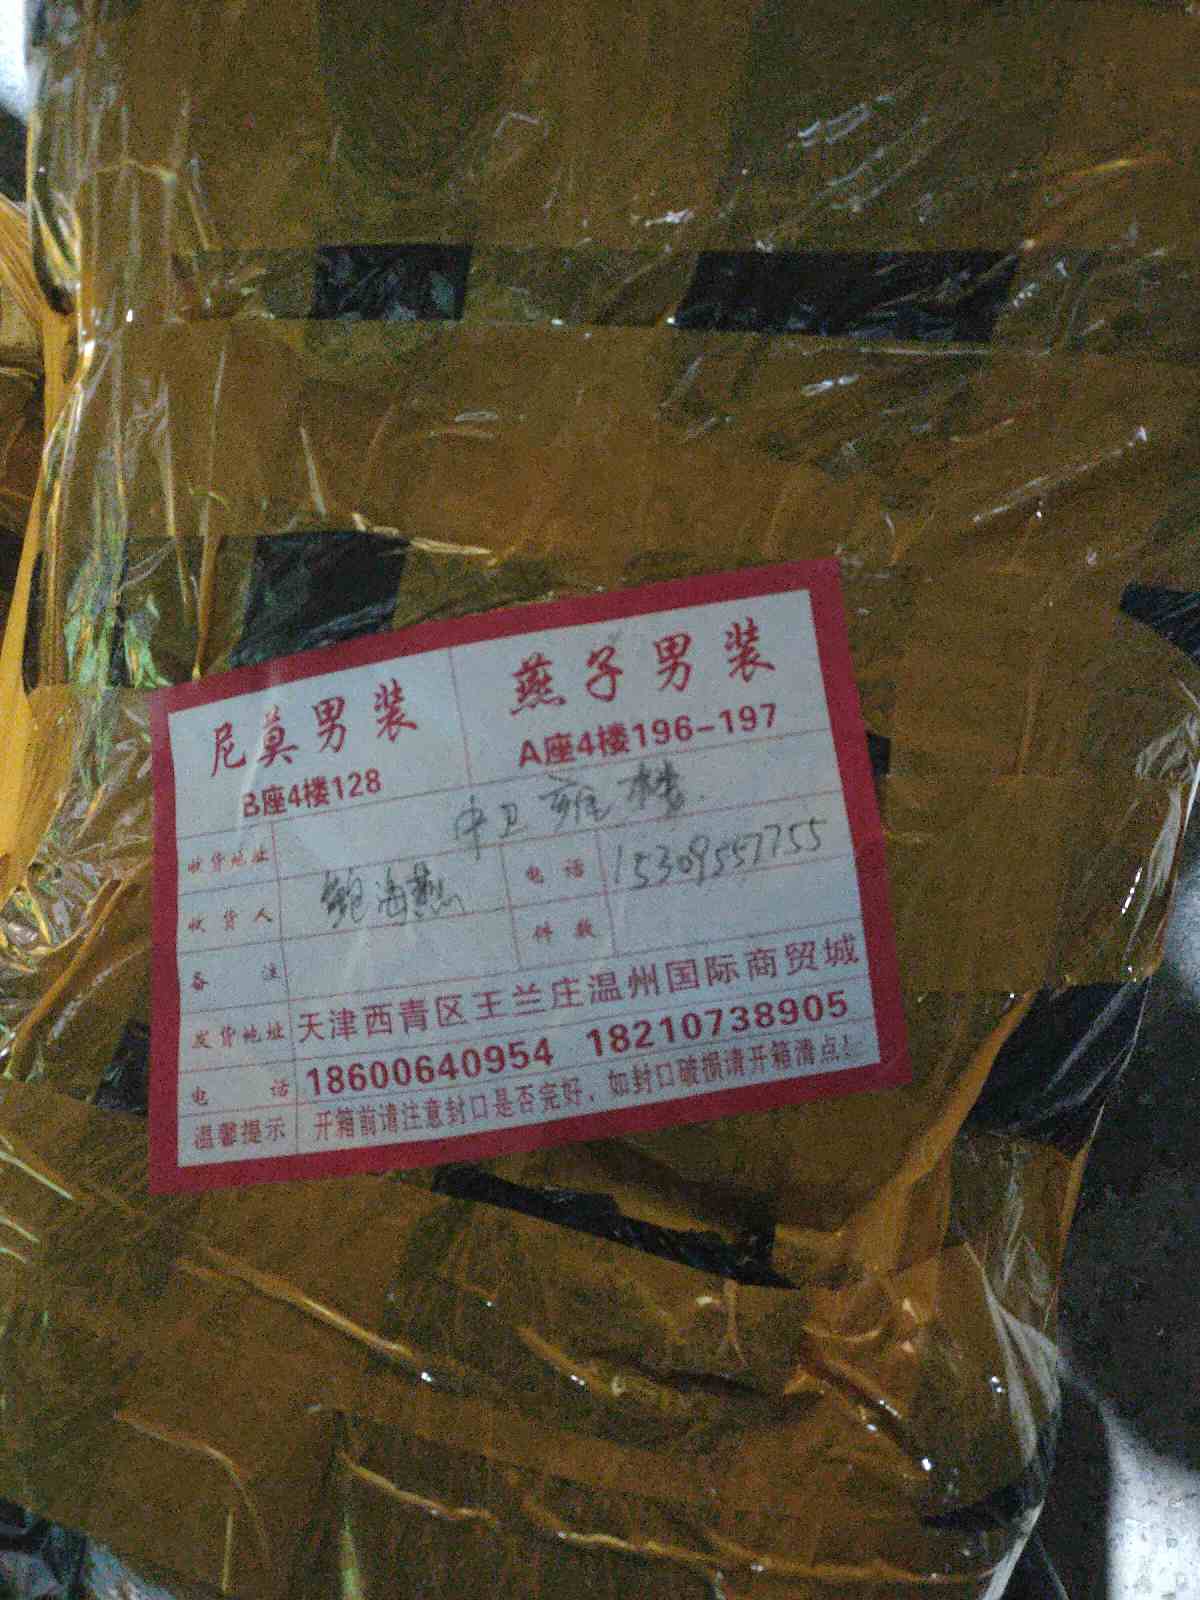 尼莫男装 燕子男装
B座4楼128 A座4楼196-197
收货地址 中卫
收货人 鲍海燕 电话 15309557755
备注 件数
发货地址 天津西青区王兰庄温州国际商贸城
电话 18600640954 18210738905
温馨提示 开箱前请注意封口是否完好、如封口破损请开箱清点!